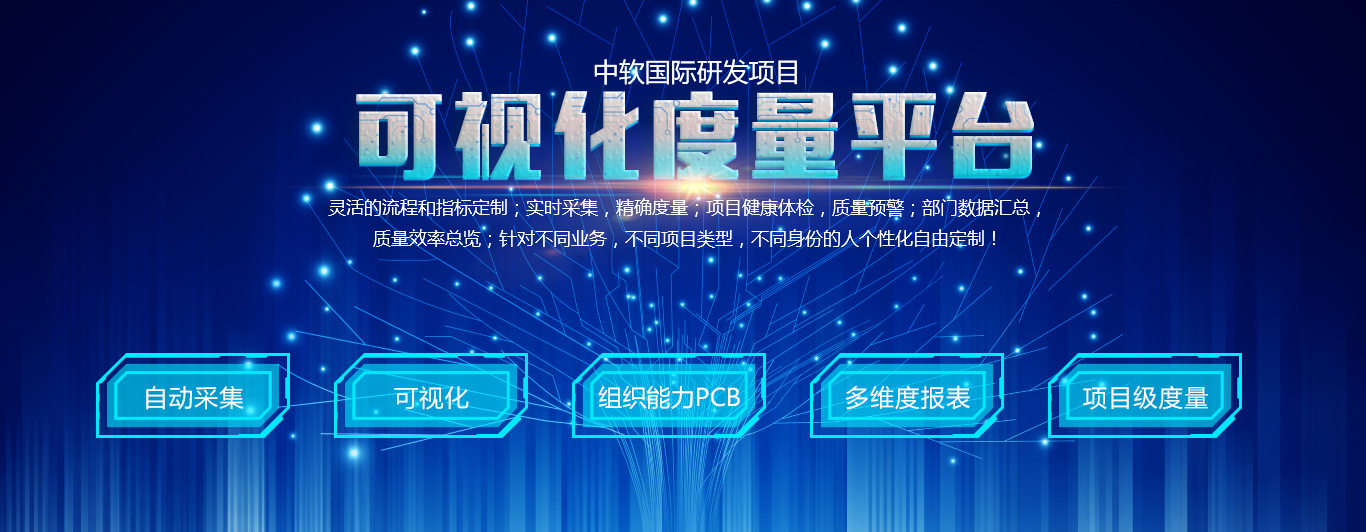 中软国际研发项目
可视化度量平台
灵活的流程和指标定制；实时采集，精确度量；项目健康体检，质量预警；部门数据汇总，
质量效率总览；针对不同业务，不同项目类型，不同身份的人个性化自由定制！
自动采集
可视化
组织能力PCB
多维度报表
项目级度量